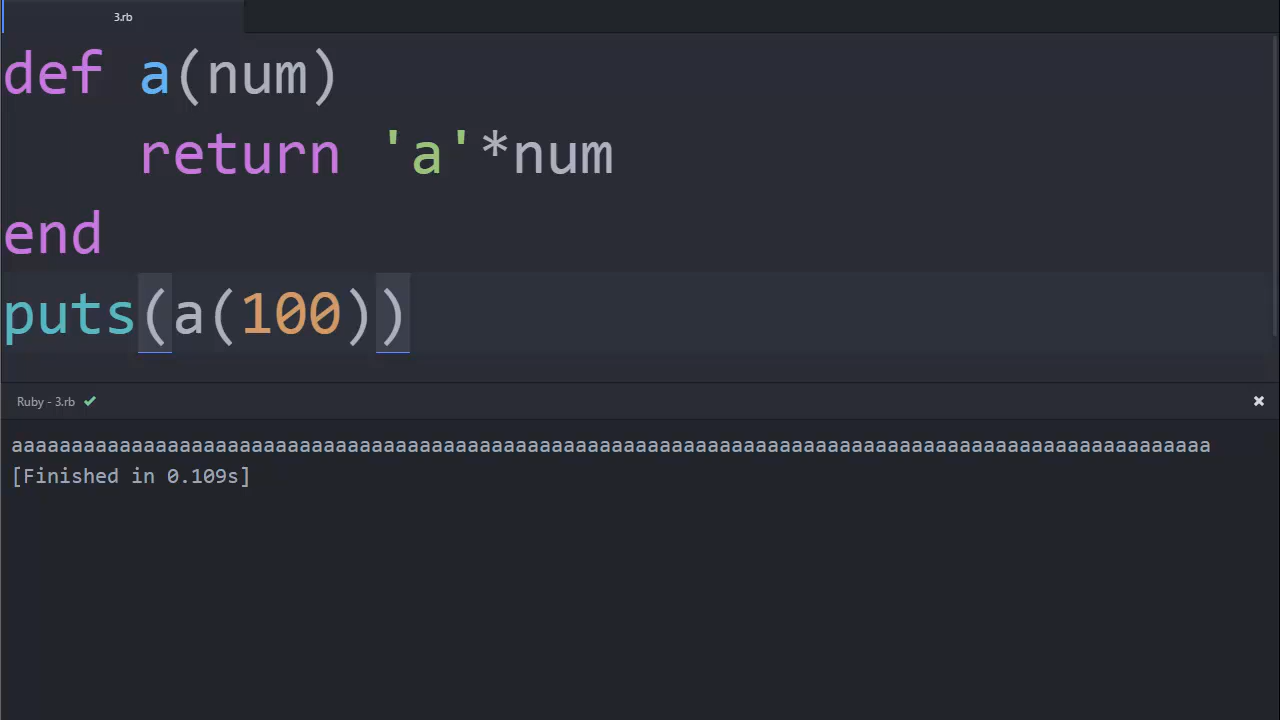 3.rb
def a(num)
    return 'a'*num
end
puts(a(100))
Ruby - 3.rb
aaaaaaaaaaaaaaaaaaaaaaaaaaaaaaaaaaaaaaaaaaaaaaaaaaaaaaaaaaaaaaaaaaaaaaaaaaaaaaaaaaaaaaaaaaaaaaaaaaaa
[Finished in 0.109s]